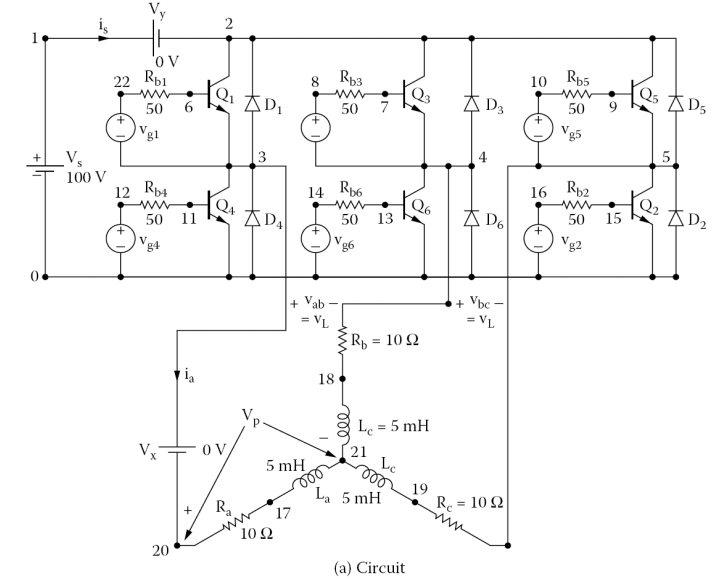 V_y
i_s
1
2
0 V
22
R_b1
50
6
Q_1
D_1
v_g1
8
R_b3
50
7
Q_3
D_3
10
R_b5
50
9
Q_5
D_5
v_g5
V_s
100 V
3
4
5
12
R_b4
50
11
Q_4
D_4
v_g4
14
R_b6
50
13
Q_6
D_6
v_g6
16
R_b2
50
15
Q_2
D_2
v_g2
0
+ v_ab −
= v_L
+ v_bc −
= v_L
R_b = 10 Ω
i_a
18
V_p
L_c = 5 mH
−
V_x
0 V
21
5 mH
L_c
L_a
5 mH
19
R_c = 10 Ω
+
R_a
17
10 Ω
20
(a) Circuit